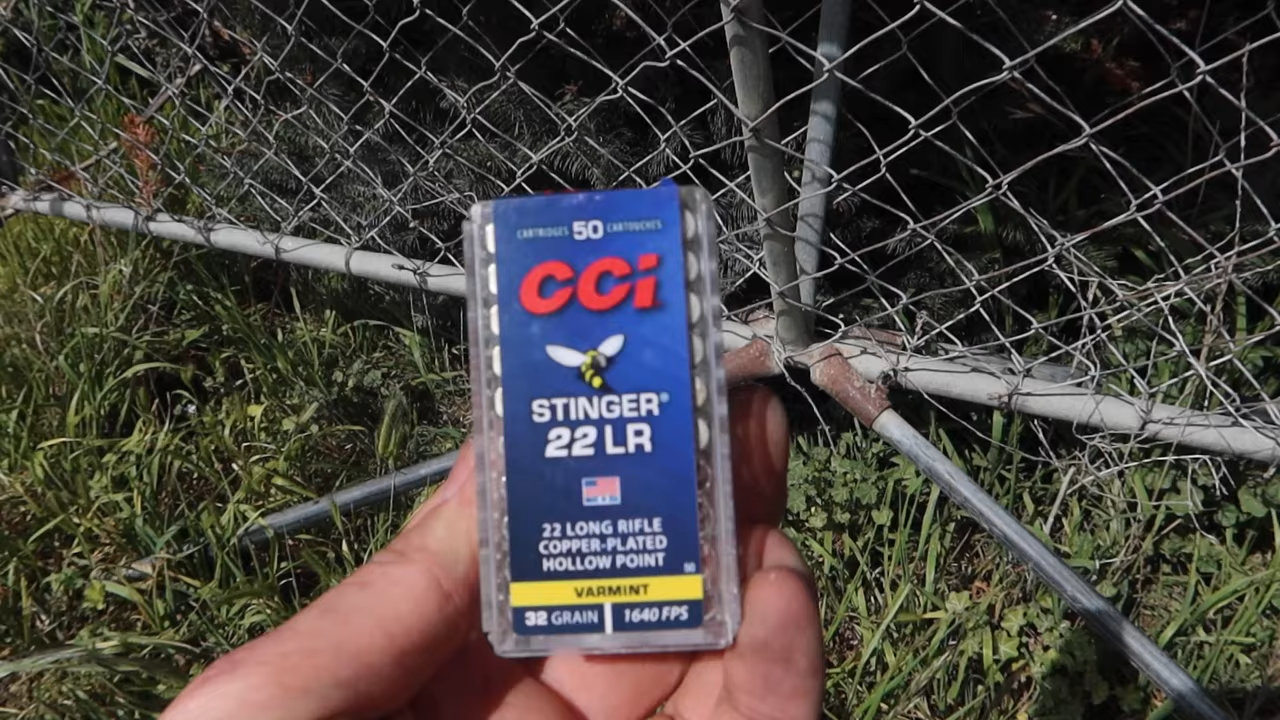 CARTRIDGES 50 CARTOUCHES
CCi
STINGER®
22 LR
22 LONG RIFLE
COPPER-PLATED
HOLLOW POINT
50
VARMINT
32 GRAIN | 1640 FPS